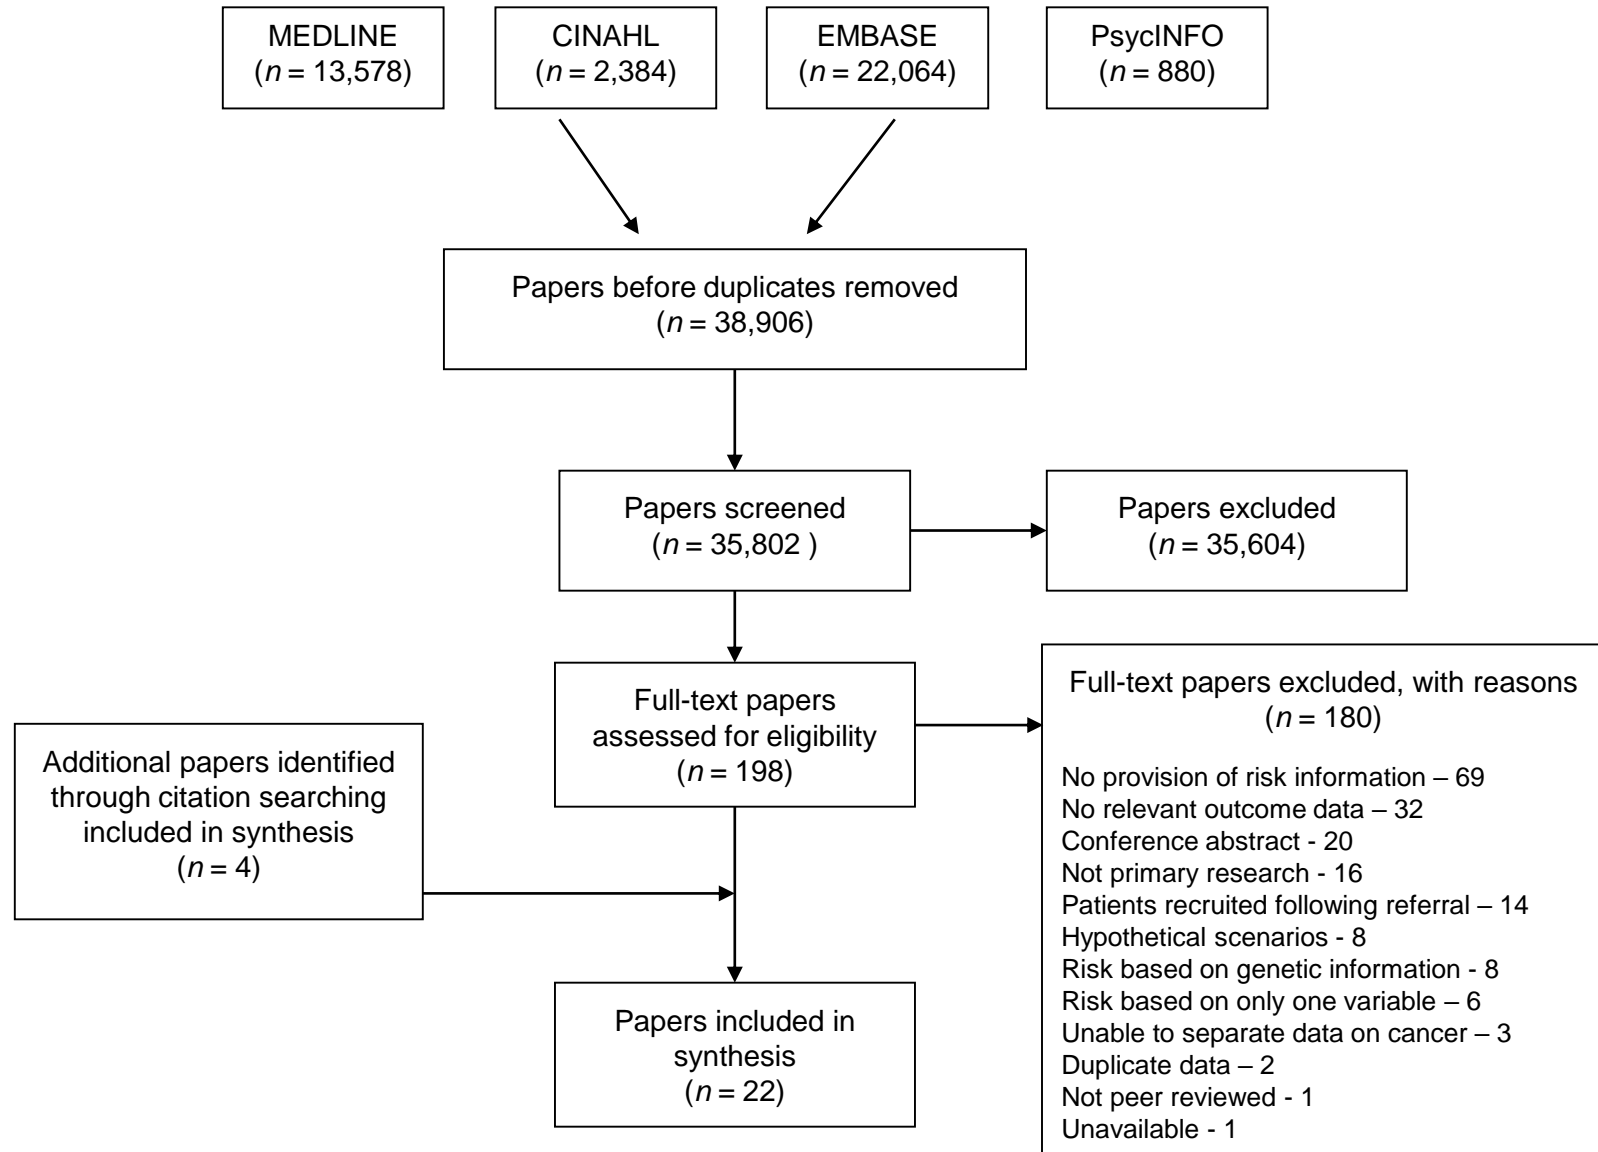 MEDLINE
(n = 13,578)
CINAHL
(n = 2,384)
EMBASE
(n = 22,064)
PsycINFO
(n = 880)
Papers before duplicates removed
(n = 38,906)
Papers screened
(n = 35,802 )
Papers excluded
(n = 35,604)
Full-text papers
assessed for eligibility
(n = 198)
Full-text papers excluded, with reasons
(n = 180)
No provision of risk information – 69
No relevant outcome data – 32
Conference abstract - 20
Not primary research - 16
Patients recruited following referral – 14
Hypothetical scenarios - 8
Risk based on genetic information - 8
Risk based on only one variable – 6
Unable to separate data on cancer – 3
Duplicate data – 2
Not peer reviewed - 1
Unavailable - 1
Additional papers identified
through citation searching
included in synthesis
(n = 4)
Papers included in
synthesis
(n = 22)